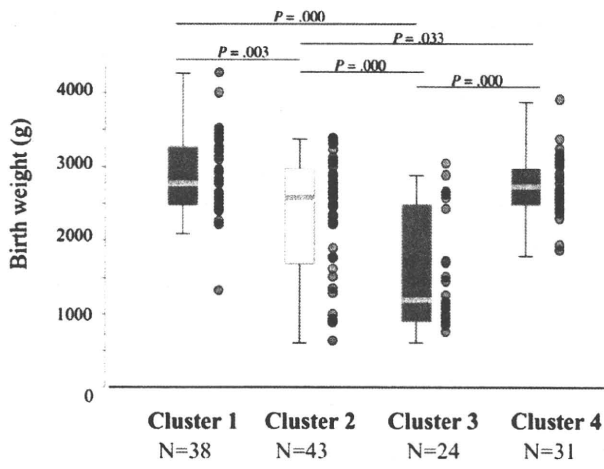 P = .000
P = .003
P = .033
P = .000
P = .000
Birth weight (g)
4000
3000
2000
1000
0
Cluster 1 Cluster 2 Cluster 3 Cluster 4
N=38 N=43 N=24 N=31